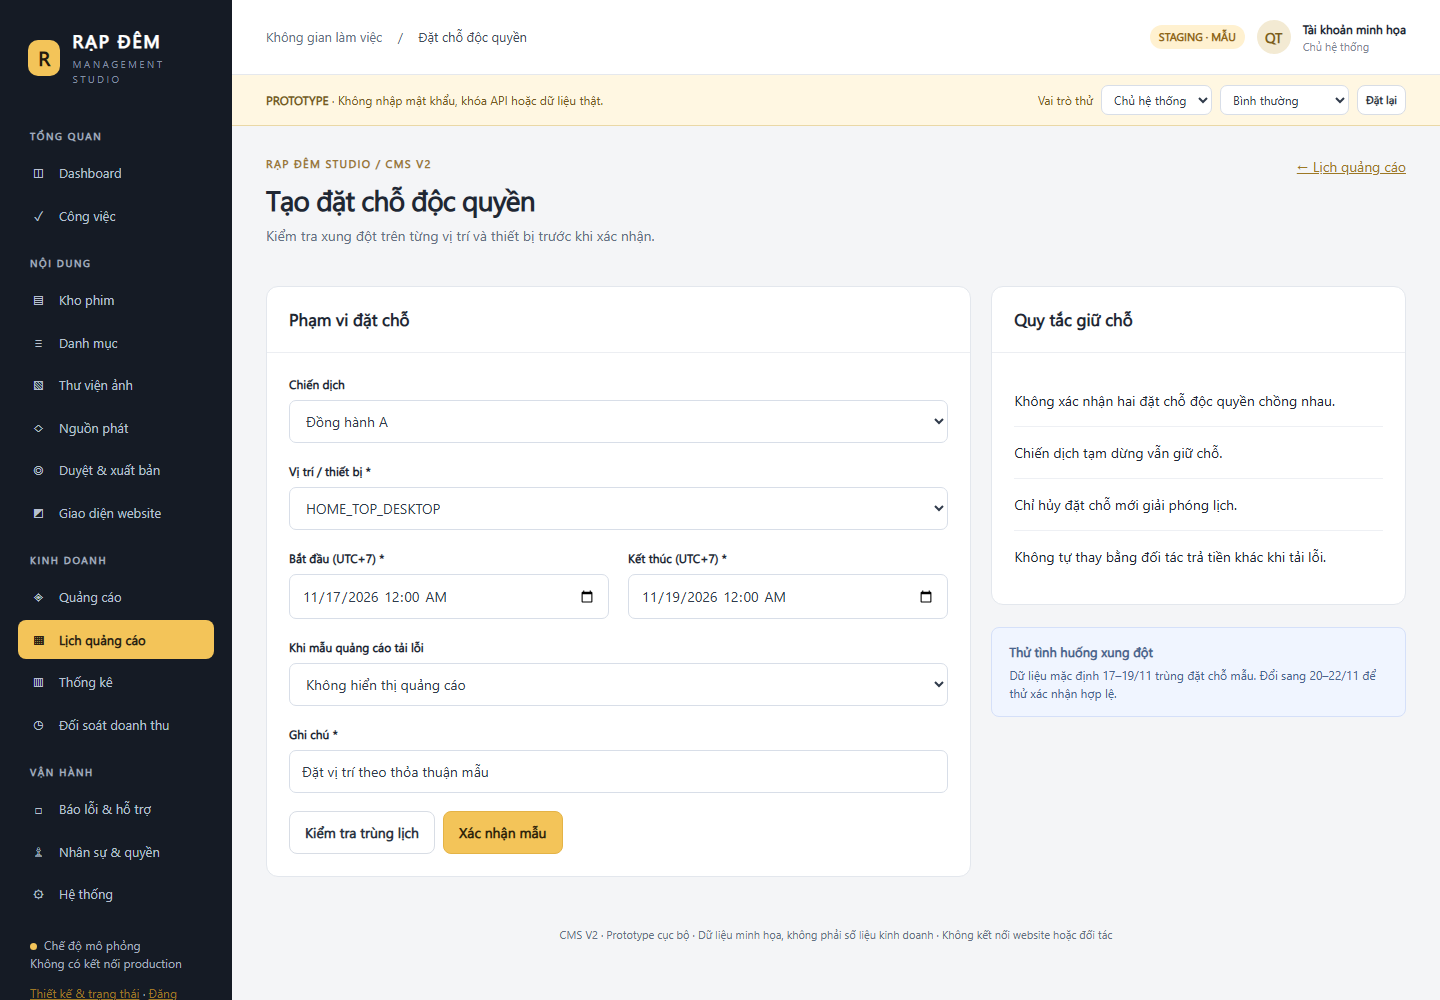 R
RẠP ĐÊM
MANAGEMENT
STUDIO
TỔNG QUAN
Dashboard
Công việc
NỘI DUNG
Kho phim
Danh mục
Thư viện ảnh
Nguồn phát
Duyệt & xuất bản
Giao diện website
KINH DOANH
Quảng cáo
Lịch quảng cáo
Thống kê
Đối soát doanh thu
VẬN HÀNH
Báo lỗi & hỗ trợ
Nhân sự & quyền
Hệ thống
Chế độ mô phỏng
Không có kết nối production
Thiết kế & trạng thái · Đăng
Không gian làm việc / Đặt chỗ độc quyền
STAGING · MẪU
QT
Tài khoản minh họa
Chủ hệ thống
PROTOTYPE · Không nhập mật khẩu, khóa API hoặc dữ liệu thật.
Vai trò thử
Chủ hệ thống
Bình thường
Đặt lại
RẠP ĐÊM STUDIO / CMS V2
← Lịch quảng cáo
Tạo đặt chỗ độc quyền
Kiểm tra xung đột trên từng vị trí và thiết bị trước khi xác nhận.
Phạm vi đặt chỗ
Chiến dịch
Đồng hành A
Vị trí / thiết bị *
HOME_TOP_DESKTOP
Bắt đầu (UTC+7) *
11/17/2026 12:00 AM
Kết thúc (UTC+7) *
11/19/2026 12:00 AM
Khi mẫu quảng cáo tải lỗi
Không hiển thị quảng cáo
Ghi chú *
Đặt vị trí theo thỏa thuận mẫu
Kiểm tra trùng lịch
Xác nhận mẫu
Quy tắc giữ chỗ
Không xác nhận hai đặt chỗ độc quyền chồng nhau.
Chiến dịch tạm dừng vẫn giữ chỗ.
Chỉ hủy đặt chỗ mới giải phóng lịch.
Không tự thay bằng đối tác trả tiền khác khi tải lỗi.
Thử tình huống xung đột
Dữ liệu mặc định 17–19/11 trùng đặt chỗ mẫu. Đổi sang 20–22/11 để
thử xác nhận hợp lệ.
CMS V2 · Prototype cục bộ · Dữ liệu minh họa, không phải số liệu kinh doanh · Không kết nối website hoặc đối tác